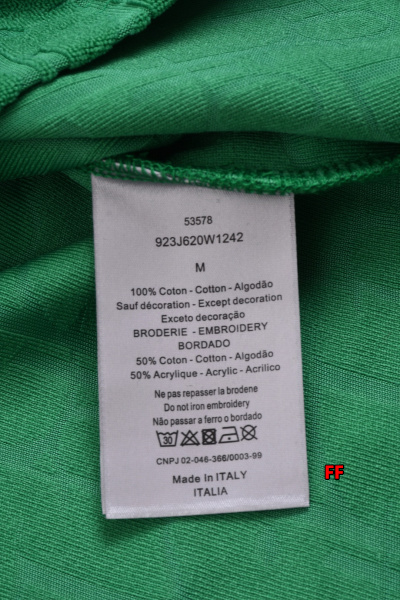 53578
923J620W1242
M
100% Coton - Cotton - Algodão
Sauf décoration - Except decoration
Exceto decoração
BRODERIE - EMBROIDERY
BORDADO
50% Coton - Cotton - Algodão
50% Acrylique - Acrylic - Acrilico
Ne pas repasser la brodene
Do not iron embroidery
Não passar a ferro o bordado
30
CNPJ 02-046-366/0003-99
Made In ITALY
ITALIA
FF